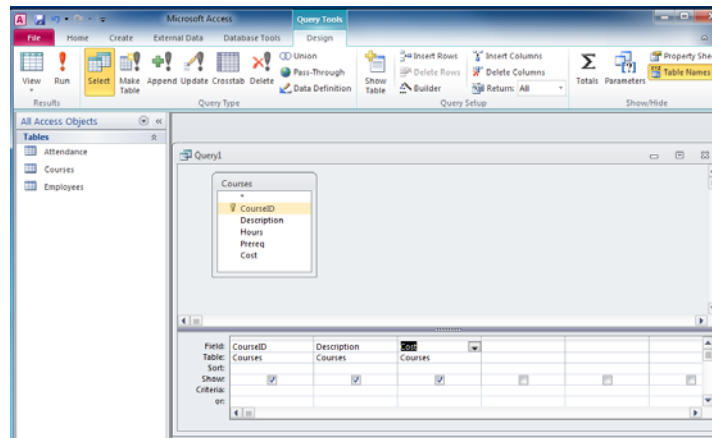 Microsoft Access
Query Tools
File Home Create External Data Database Tools Design
View Run Select Make Table Append Update Crosstab Delete
Union
Pass-Through
Data Definition
Show Table
Insert Rows
Delete Rows
Builder
Insert Columns
Delete Columns
Return: All
Totals Parameters
Property She
Table Names
Results Query Type Query Setup Show/Hide
All Access Objects
Tables
Attendance
Courses
Employees
Query1
Courses
*
CourseID
Description
Hours
Prereq
Cost
Field: CourseID Description Cost
Table: Courses Courses Courses
Sort:
Show:
Criteria:
or: